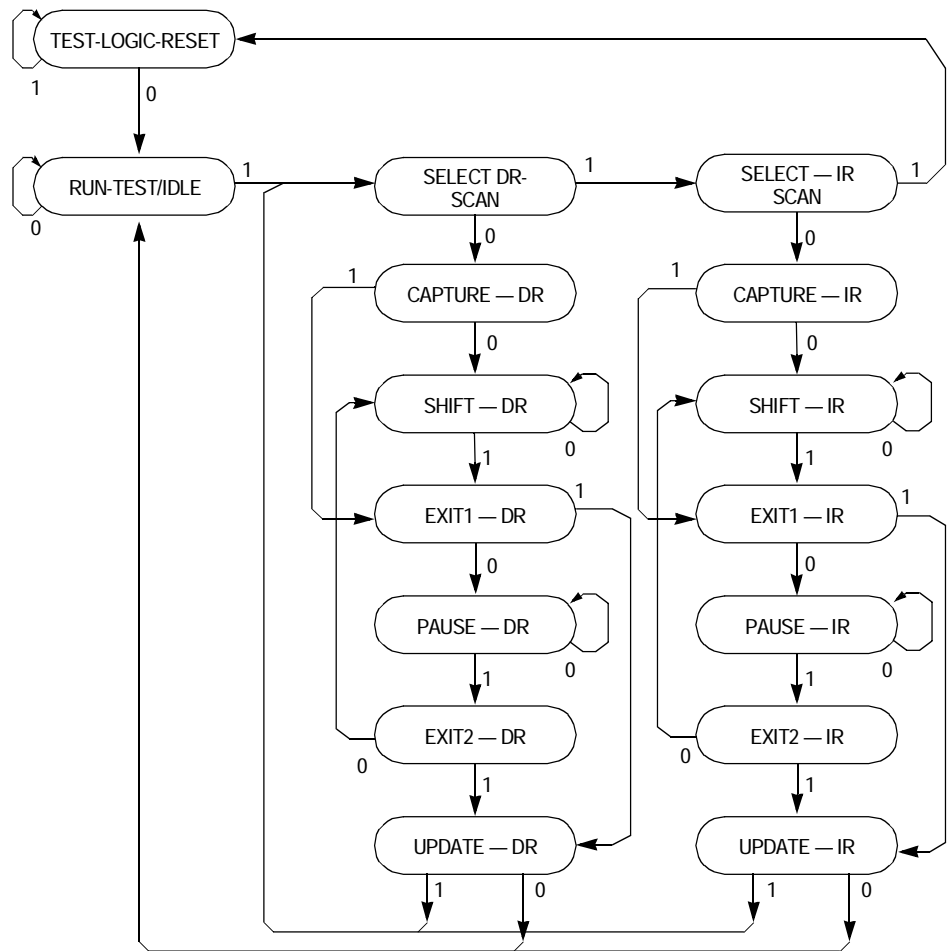 TEST-LOGIC-RESET
1
0
RUN-TEST/IDLE
1
0
SELECT DR-
SCAN
1
0
SELECT — IR
SCAN
1
0
1
CAPTURE — DR
0
1
CAPTURE — IR
0
SHIFT — DR
0
1
SHIFT — IR
0
1
EXIT1 — DR
1
0
EXIT1 — IR
1
0
PAUSE — DR
0
1
PAUSE — IR
0
1
EXIT2 — DR
0
1
EXIT2 — IR
0
1
UPDATE — DR
1
0
UPDATE — IR
1
0